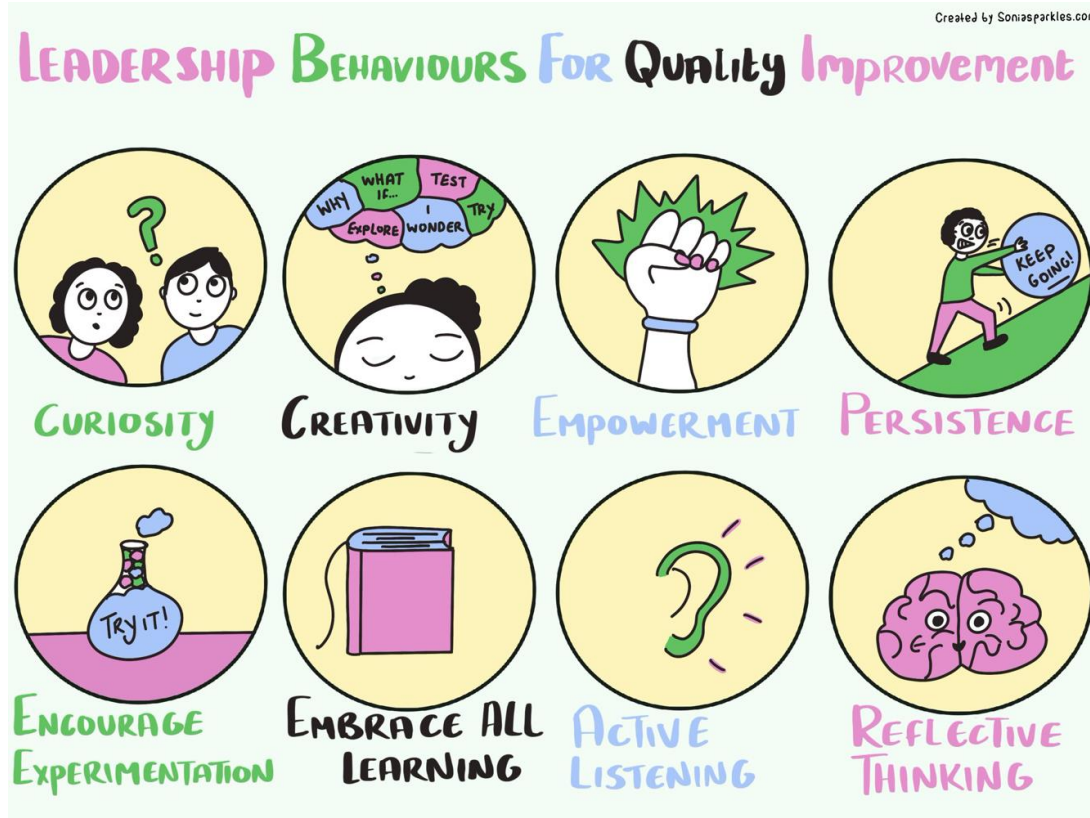 Created by Soniasparkles.com
LEADERSHIP BEHAVIOURS FOR QUALITY IMPROVEMENT
WHY
WHAT IF...
TEST
EXPLORE
I WONDER
TRY
KEEP GOING!
CURIOSITY
CREATIVITY
EMPOWERMENT
PERSISTENCE
TRY IT!
ENCOURAGE
EXPERIMENTATION
EMBRACE ALL
LEARNING
ACTIVE
LISTENING
REFLECTIVE
THINKING